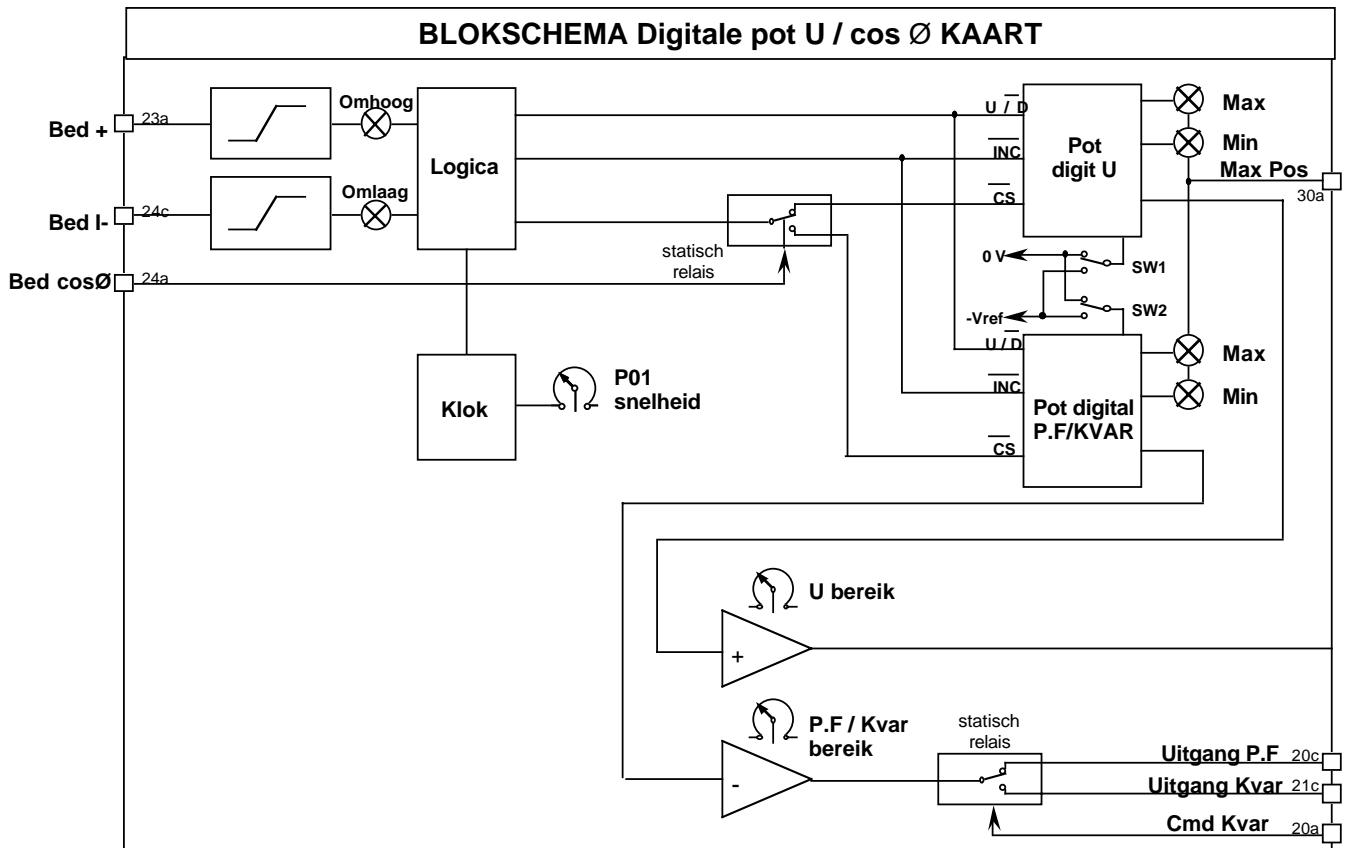 BLOKSCHEMA Digitale pot U / cos Ø KAART
Bed +
23a
Omhoog
Logica
U / D
INC
CS
Pot
digit U
Max
Min
Max Pos
30a
Bed I-
24c
Omlaag
statisch
relais
Bed cosØ
24a
0 V
SW1
-Vref
SW2
U / D
INC
CS
Pot digital
P.F/KVAR
Max
Min
Klok
P01
snelheid
U bereik
+
P.F / Kvar
bereik
-
statisch
relais
Uitgang P.F
20c
Uitgang Kvar
21c
Cmd Kvar
20a